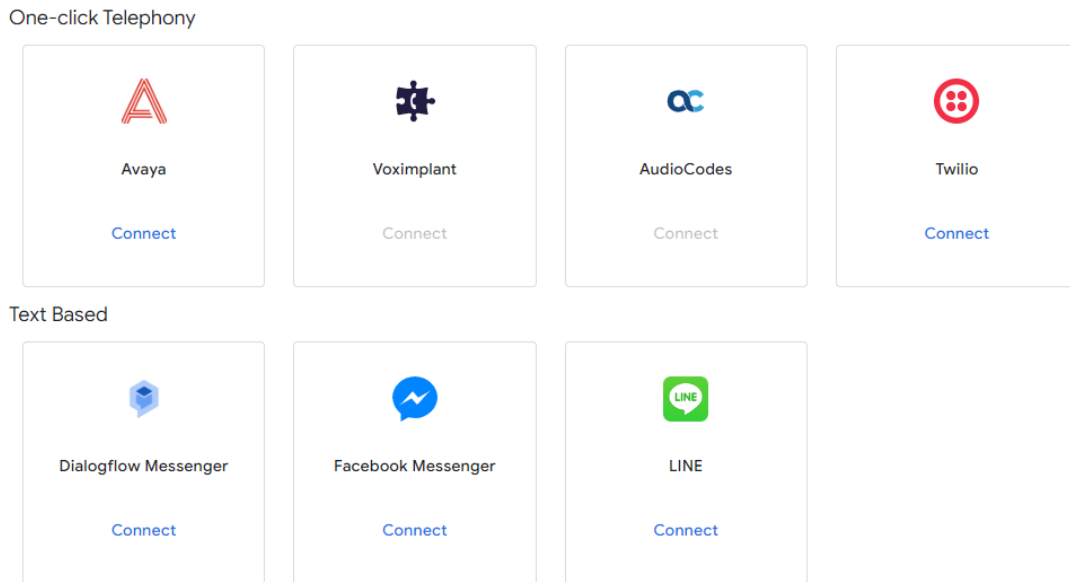 One-click Telephony
Avaya
Voximplant
AudioCodes
Twilio
Connect
Connect
Connect
Connect
Text Based
LINE
Dialogflow Messenger
Facebook Messenger
LINE
Connect
Connect
Connect